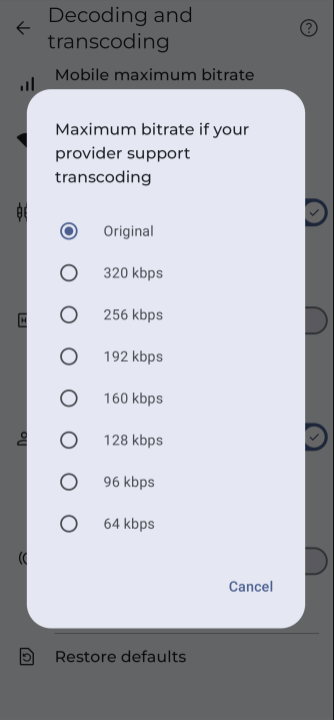 Decoding and
transcoding
Mobile maximum bitrate
Maximum bitrate if your
provider support
transcoding
Original
320 kbps
256 kbps
192 kbps
160 kbps
128 kbps
96 kbps
64 kbps
Cancel
Restore defaults